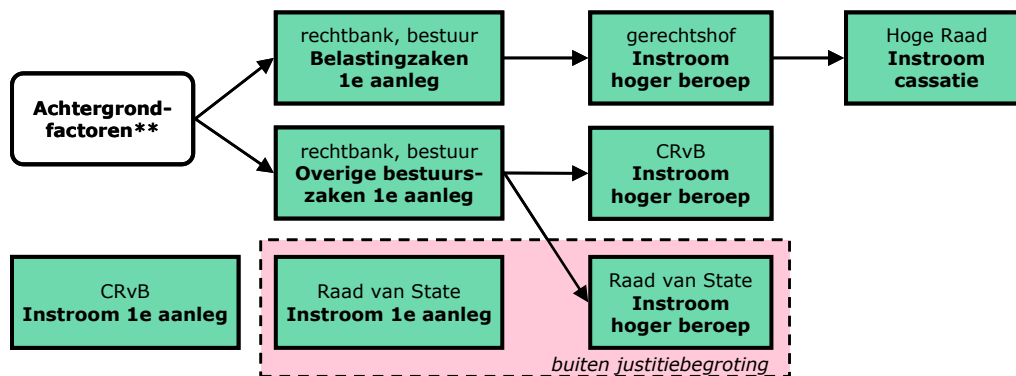 rechtbank, bestuur
Belastingzaken
1e aanleg
gerechtshof
Instroom
hoger beroep
Hoge Raad
Instroom
cassatie
Achtergrond-
factoren**
rechtbank, bestuur
Overige bestuurs-
zaken 1e aanleg
CRvB
Instroom
hoger beroep
CRvB
Instroom 1e aanleg
Raad van State
Instroom 1e aanleg
Raad van State
Instroom
hoger beroep
buiten justitiebegroting